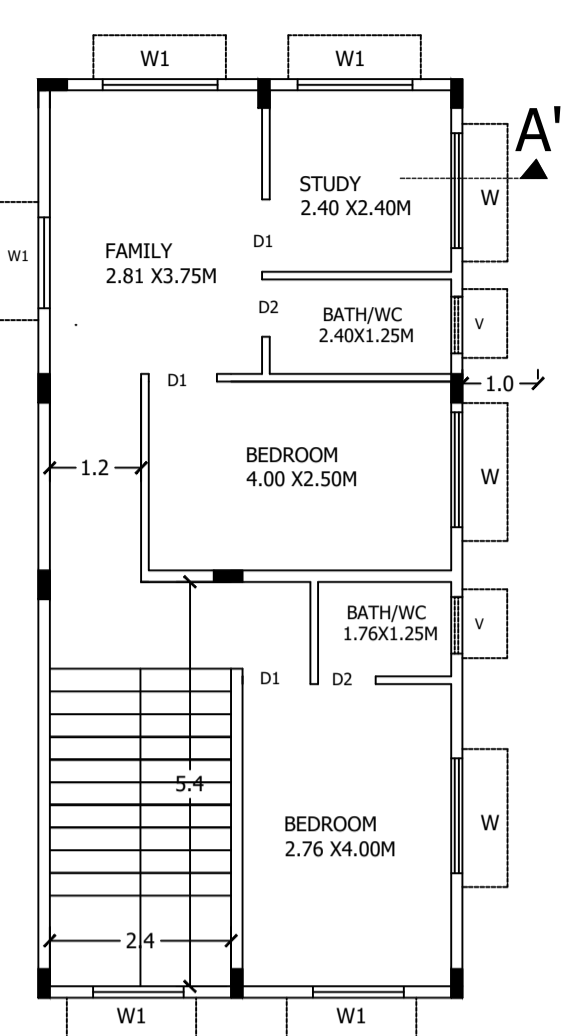 W1
W1
A'
STUDY
2.40 X2.40M
W
W1
D1
FAMILY
2.81 X3.75M
D2
BATH/WC
2.40X1.25M
V
D1
1.0
BEDROOM
4.00 X2.50M
1.2
W
BATH/WC
1.76X1.25M
V
D1
D2
5.4
BEDROOM
2.76 X4.00M
W
2.4
W1
W1